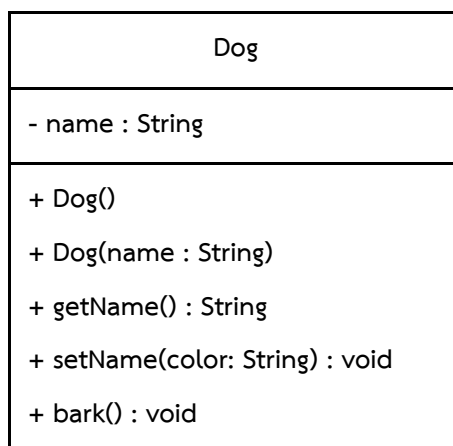 Dog
- name : String
+ Dog()
+ Dog(name : String)
+ getName() : String
+ setName(color: String) : void
+ bark() : void